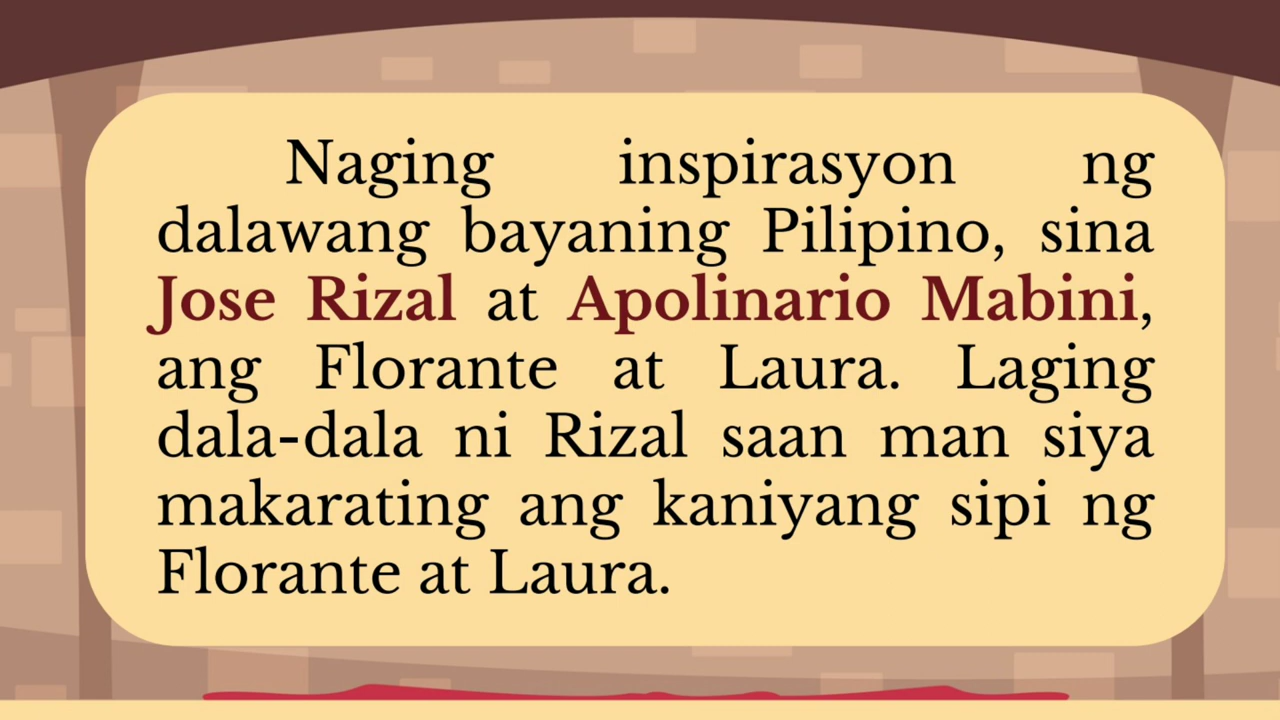 Naging inspirasyon ng
dalawang bayaning Pilipino, sina
Jose Rizal at Apolinario Mabini,
ang Florante at Laura. Laging
dala-dala ni Rizal saan man siya
makarating ang kaniyang sipi ng
Florante at Laura.